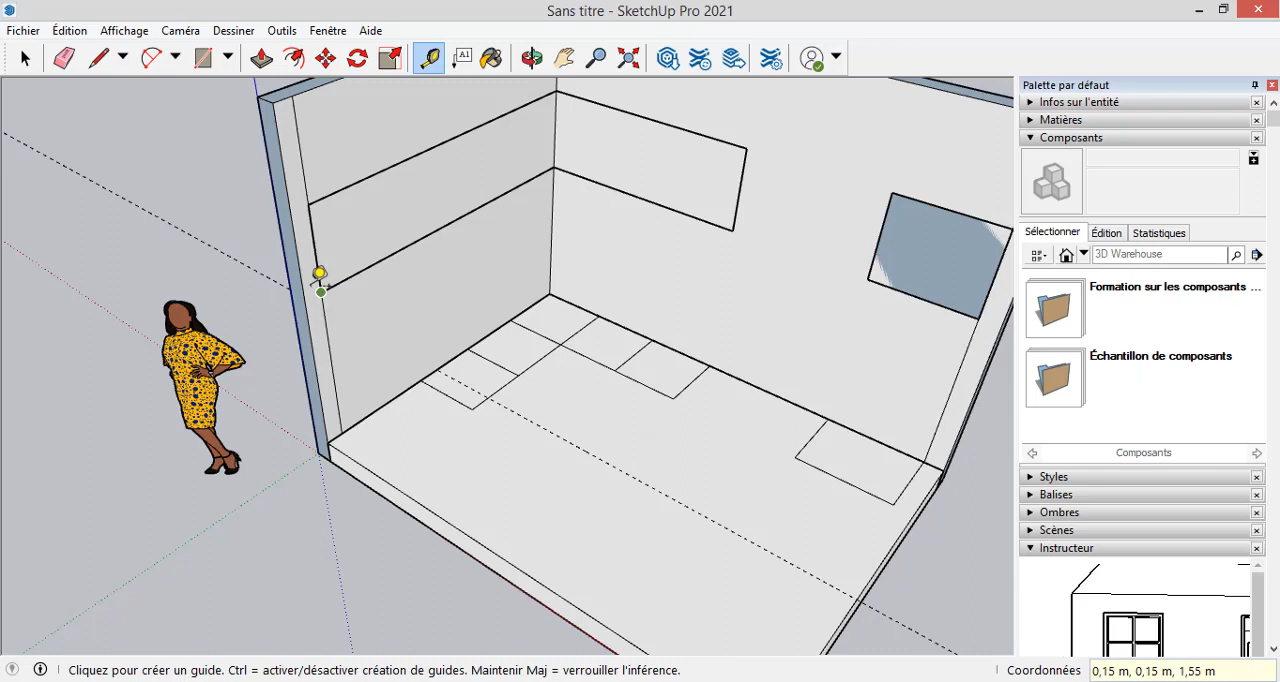 Sans titre - SketchUp Pro 2021
Fichier Édition Affichage Caméra Dessiner Outils Fenêtre Aide
A1
Palette par défaut
Infos sur l'entité
Matières
Composants
Sélectionner Édition Statistiques
3D Warehouse
Formation sur les composants ...
Échantillon de composants
Composants
Styles
Balises
Ombres
Scènes
Instructeur
Cliquez pour créer un guide. Ctrl = activer/désactiver création de guides. Maintenir Maj = verrouiller l'inférence.
Coordonnées 0,15 m, 0,15 m, 1,55 m